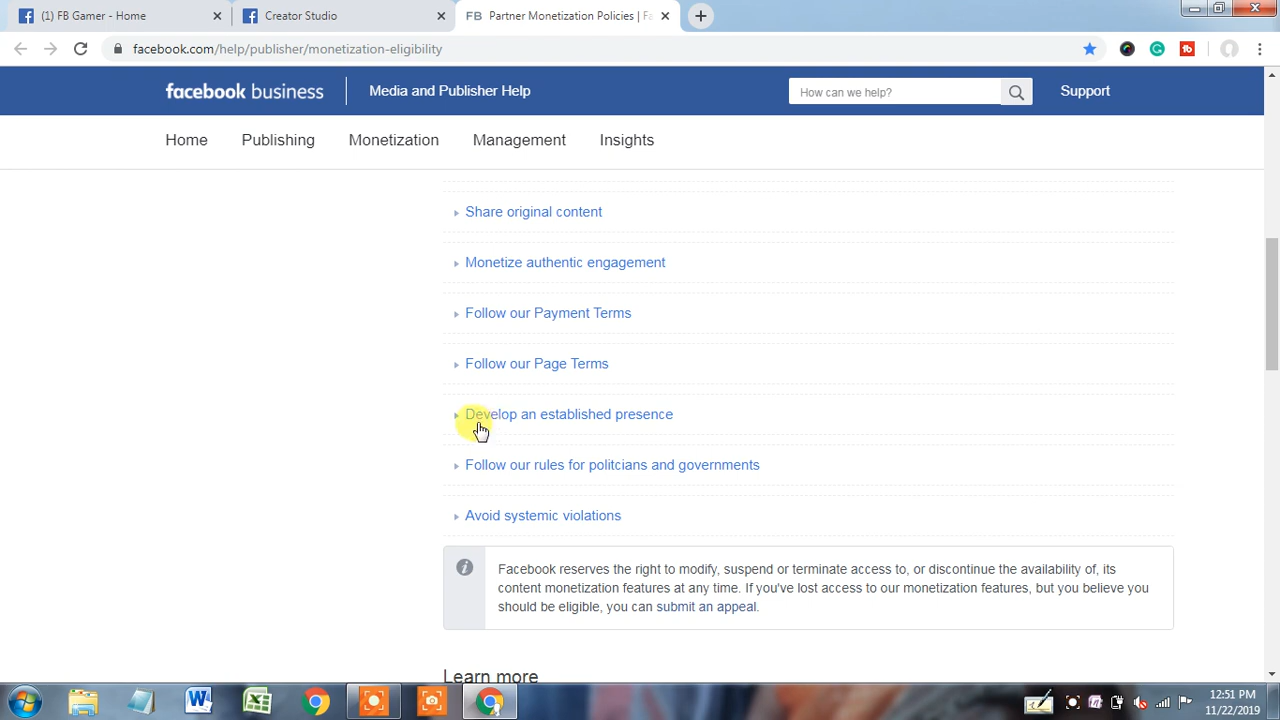 (1) FB Gamer - Home
Creator Studio
FB Partner Monetization Policies | Fa
facebook.com/help/publisher/monetization-eligibility
facebook business
Media and Publisher Help
How can we help?
Support
Home
Publishing
Monetization
Management
Insights
Share original content
Monetize authentic engagement
Follow our Payment Terms
Follow our Page Terms
Develop an established presence
Follow our rules for politcians and governments
Avoid systemic violations
Facebook reserves the right to modify, suspend or terminate access to, or discontinue the availability of, its
content monetization features at any time. If you've lost access to our monetization features, but you believe you
should be eligible, you can submit an appeal.
Learn more
12:51 PM
11/22/2019